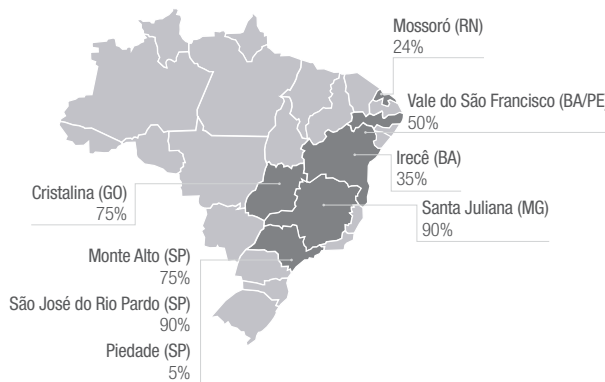 Mossoró (RN)
24%
Vale do São Francisco (BA/PE)
50%
Irecê (BA)
35%
Cristalina (GO)
75%
Santa Juliana (MG)
90%
Monte Alto (SP)
75%
São José do Rio Pardo (SP)
90%
Piedade (SP)
5%